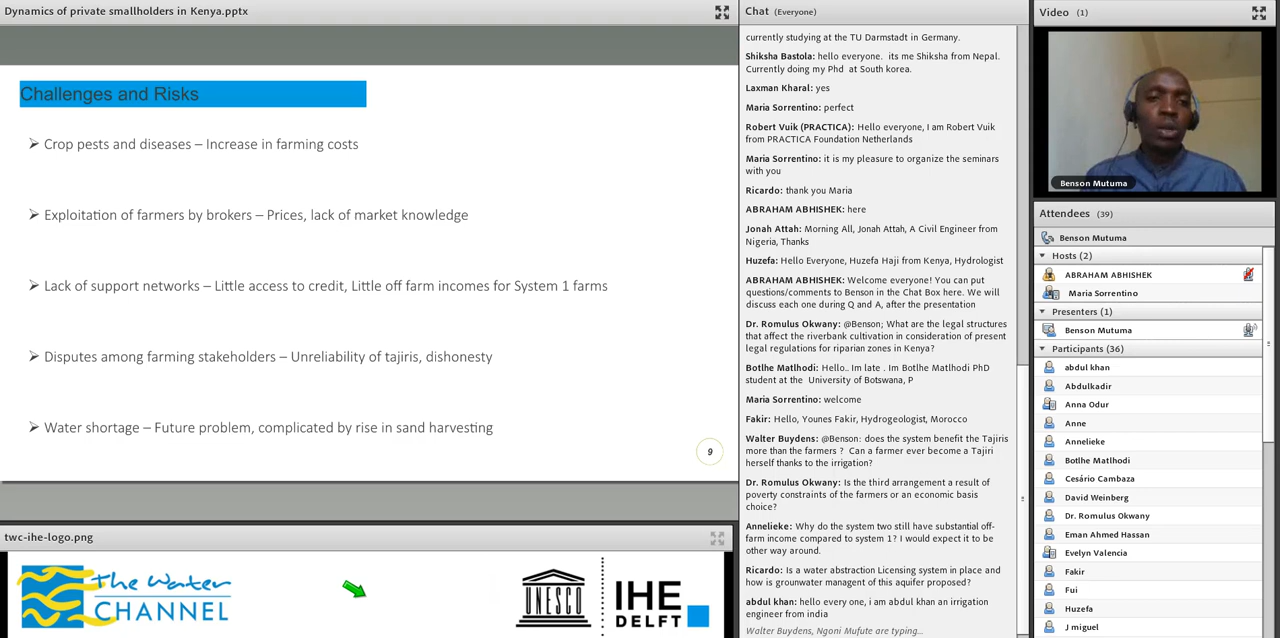 Dynamics of private smallholders in Kenya.pptx
Challenges and Risks
➢ Crop pests and diseases – Increase in farming costs
➢ Exploitation of farmers by brokers – Prices, lack of market knowledge
➢ Lack of support networks – Little access to credit, Little off farm incomes for System 1 farms
➢ Disputes among farming stakeholders – Unreliability of tajiris, dishonesty
➢ Water shortage – Future problem, complicated by rise in sand harvesting
9
twc-ihe-logo.png
the Water
CHANNEL
UNESCO
IHE
DELFT
Chat (Everyone)
currently studying at the TU Darmstadt in Germany.
Shiksha Bastola: hello everyone. its me Shiksha from Nepal.
Currently doing my Phd at South korea.
Laxman Kharal: yes
Maria Sorrentino: perfect
Robert Vuik (PRACTICA): Hello everyone, I am Robert Vuik
from PRACTICA Foundation Netherlands
Maria Sorrentino: it is my pleasure to organize the seminars
with you
Ricardo: thank you Maria
ABRAHAM ABHISHEK: here
Jonah Attah: Morning All, Jonah Attah, A Civil Engineer from
Nigeria, Thanks
Huzefa: Hello Everyone, Huzefa Haji from Kenya, Hydrologist
ABRAHAM ABHISHEK: Welcome everyone! You can put
questions/comments to Benson in the Chat Box here. We will
discuss each one during Q and A, after the presentation
Dr. Romulus Okwany: @Benson; What are the legal structures
that affect the riverbank cultivation in consideration of present
legal regulations for riparian zones in Kenya?
Botlhe Matlhodi: Hello.. Im late . Im Botlhe Matlhodi PhD
student at the University of Botswana, P
Maria Sorrentino: welcome
Fakir: Hello, Younes Fakir, Hydrogeologist, Morocco
Walter Buydens: @Benson: does the system benefit the Tajiris
more than the farmers ? Can a farmer ever become a Tajiri
herself thanks to the irrigation?
Dr. Romulus Okwany: Is the third arrangement a result of
poverty constraints of the farmers or an economic basis
choice?
Annelieke: Why do the system two still have substantial off-
farm income compared to system 1? I would expect it to be
other way around.
Ricardo: Is a water abstraction Licensing system in place and
how is grounwater managent of this aquifer proposed?
abdul khan: hello every one, i am abdul khan an irrigation
engineer from india
Walter Buydens, Ngoni Mufute are typing...
Video (1)
Benson Mutuma
Attendees (39)
Benson Mutuma
Hosts (2)
ABRAHAM ABHISHEK
Maria Sorrentino
Presenters (1)
Benson Mutuma
Participants (36)
abdul khan
Abdulkadir
Anna Odur
Anne
Annelieke
Botlhe Matlhodi
Cesário Cambaza
David Weinberg
Dr. Romulus Okwany
Eman Ahmed Hassan
Evelyn Valencia
Fakir
Fui
Huzefa
J miguel